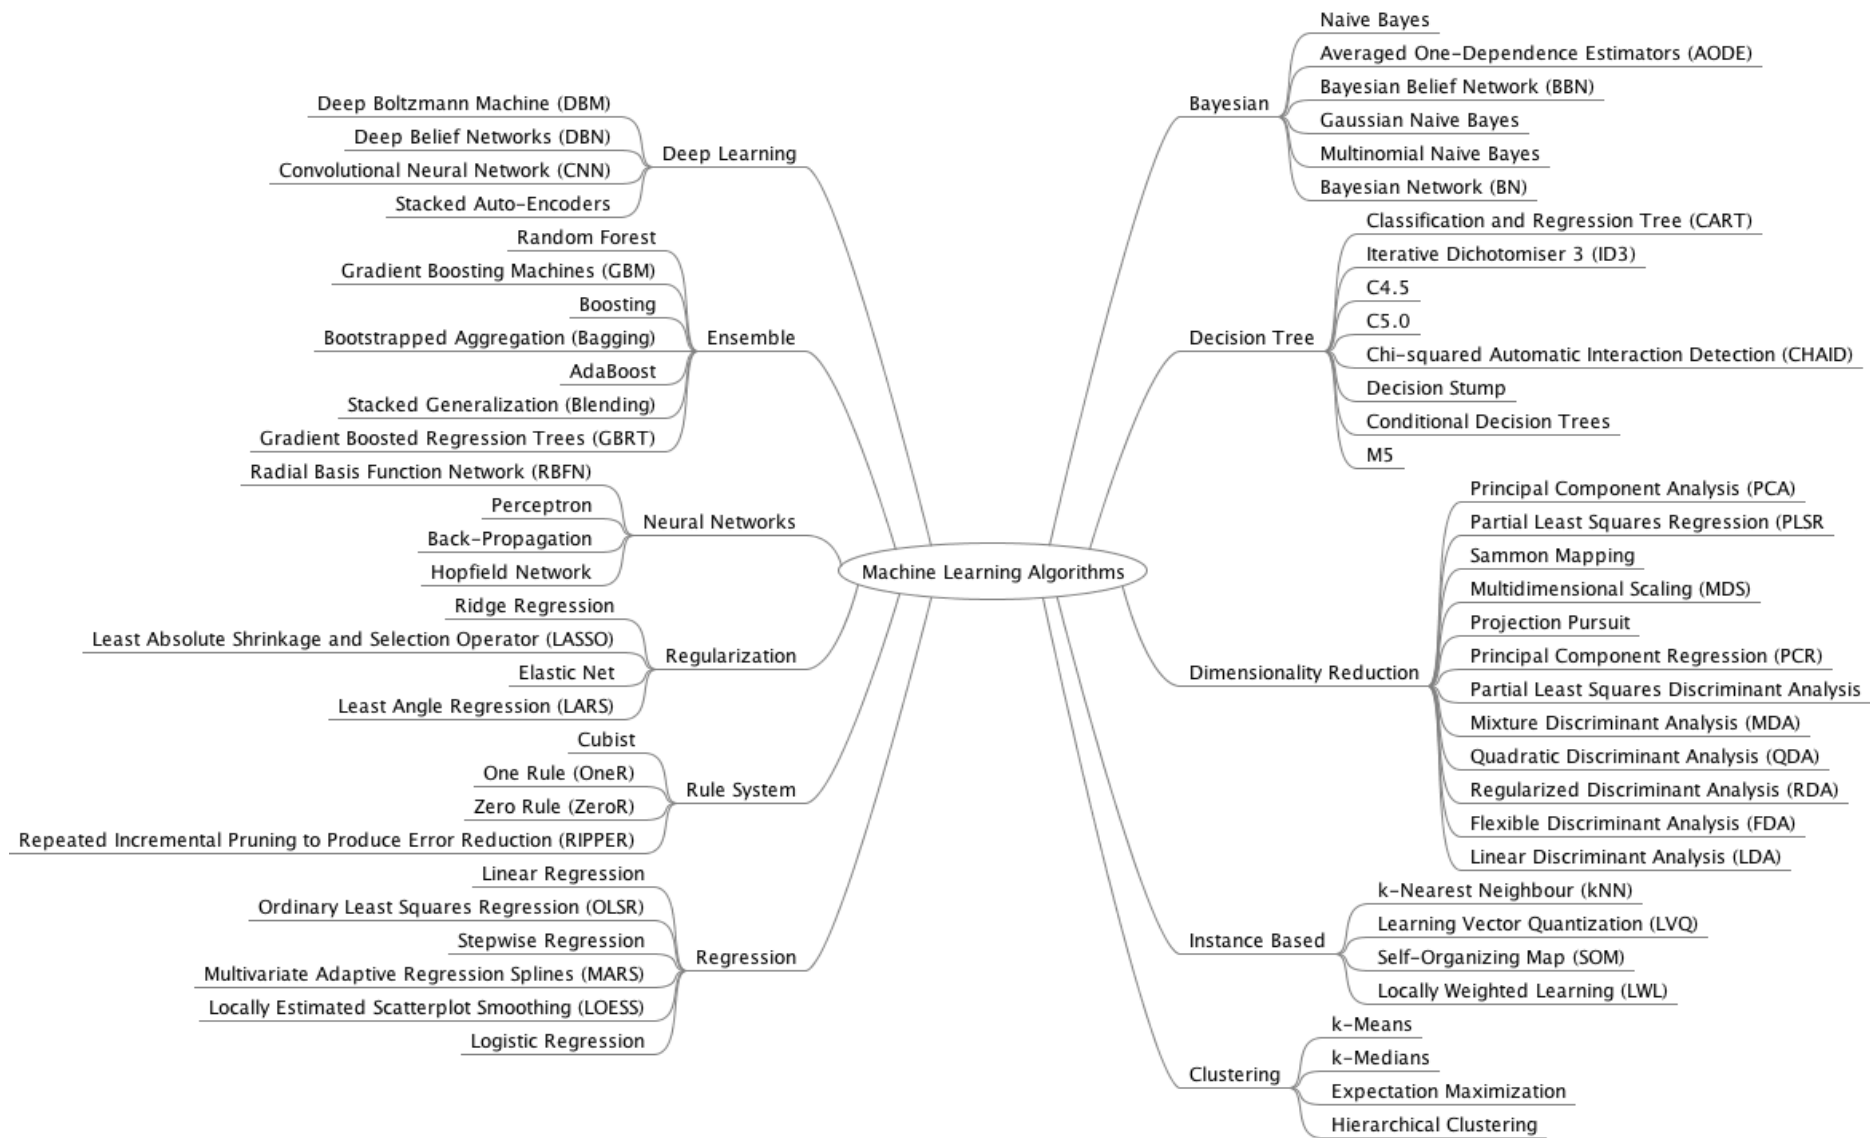 Machine Learning Algorithms
Deep Learning
Deep Boltzmann Machine (DBM)
Deep Belief Networks (DBN)
Convolutional Neural Network (CNN)
Stacked Auto-Encoders
Ensemble
Random Forest
Gradient Boosting Machines (GBM)
Boosting
Bootstrapped Aggregation (Bagging)
AdaBoost
Stacked Generalization (Blending)
Gradient Boosted Regression Trees (GBRT)
Neural Networks
Radial Basis Function Network (RBFN)
Perceptron
Back-Propagation
Hopfield Network
Regularization
Ridge Regression
Least Absolute Shrinkage and Selection Operator (LASSO)
Elastic Net
Least Angle Regression (LARS)
Rule System
Cubist
One Rule (OneR)
Zero Rule (ZeroR)
Repeated Incremental Pruning to Produce Error Reduction (RIPPER)
Regression
Linear Regression
Ordinary Least Squares Regression (OLSR)
Stepwise Regression
Multivariate Adaptive Regression Splines (MARS)
Locally Estimated Scatterplot Smoothing (LOESS)
Logistic Regression
Bayesian
Naive Bayes
Averaged One-Dependence Estimators (AODE)
Bayesian Belief Network (BBN)
Gaussian Naive Bayes
Multinomial Naive Bayes
Bayesian Network (BN)
Decision Tree
Classification and Regression Tree (CART)
Iterative Dichotomiser 3 (ID3)
C4.5
C5.0
Chi-squared Automatic Interaction Detection (CHAID)
Decision Stump
Conditional Decision Trees
M5
Dimensionality Reduction
Principal Component Analysis (PCA)
Partial Least Squares Regression (PLSR
Sammon Mapping
Multidimensional Scaling (MDS)
Projection Pursuit
Principal Component Regression (PCR)
Partial Least Squares Discriminant Analysis
Mixture Discriminant Analysis (MDA)
Quadratic Discriminant Analysis (QDA)
Regularized Discriminant Analysis (RDA)
Flexible Discriminant Analysis (FDA)
Linear Discriminant Analysis (LDA)
Instance Based
k-Nearest Neighbour (kNN)
Learning Vector Quantization (LVQ)
Self-Organizing Map (SOM)
Locally Weighted Learning (LWL)
Clustering
k-Means
k-Medians
Expectation Maximization
Hierarchical Clustering